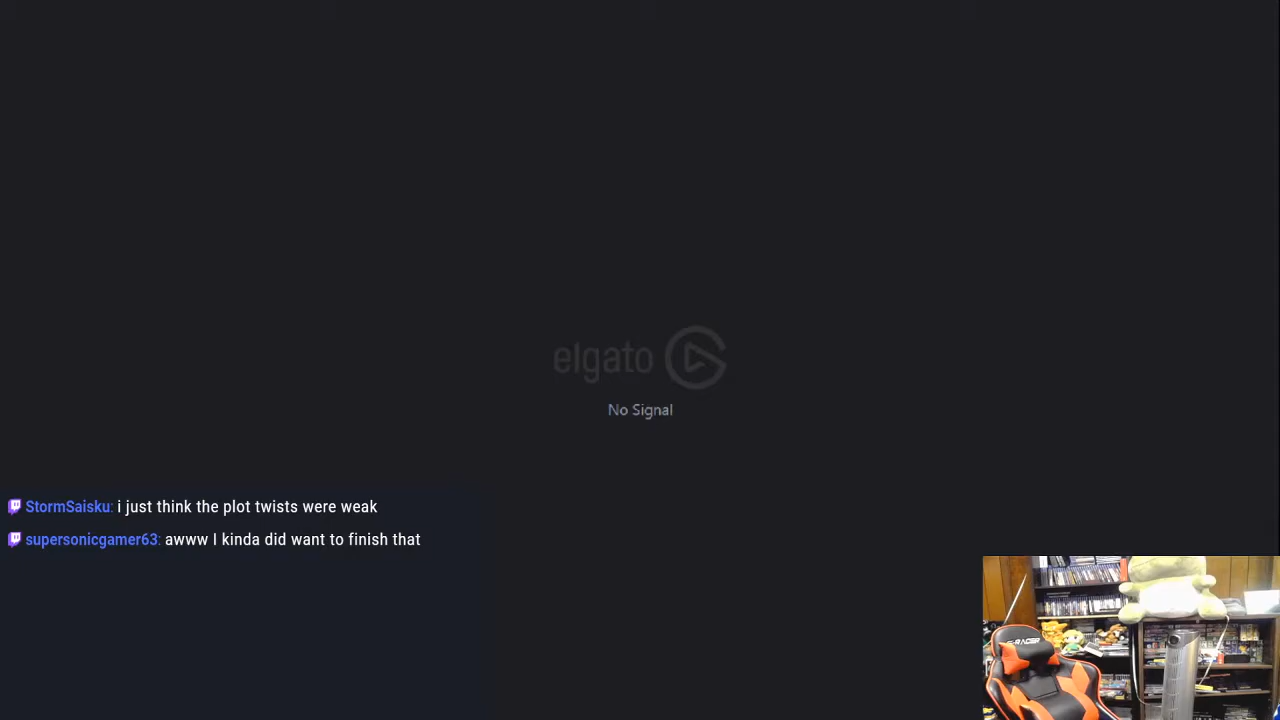 elgato
No Signal
StormSaisku: i just think the plot twists were weak
supersonicgamer63: awww I kinda did want to finish that